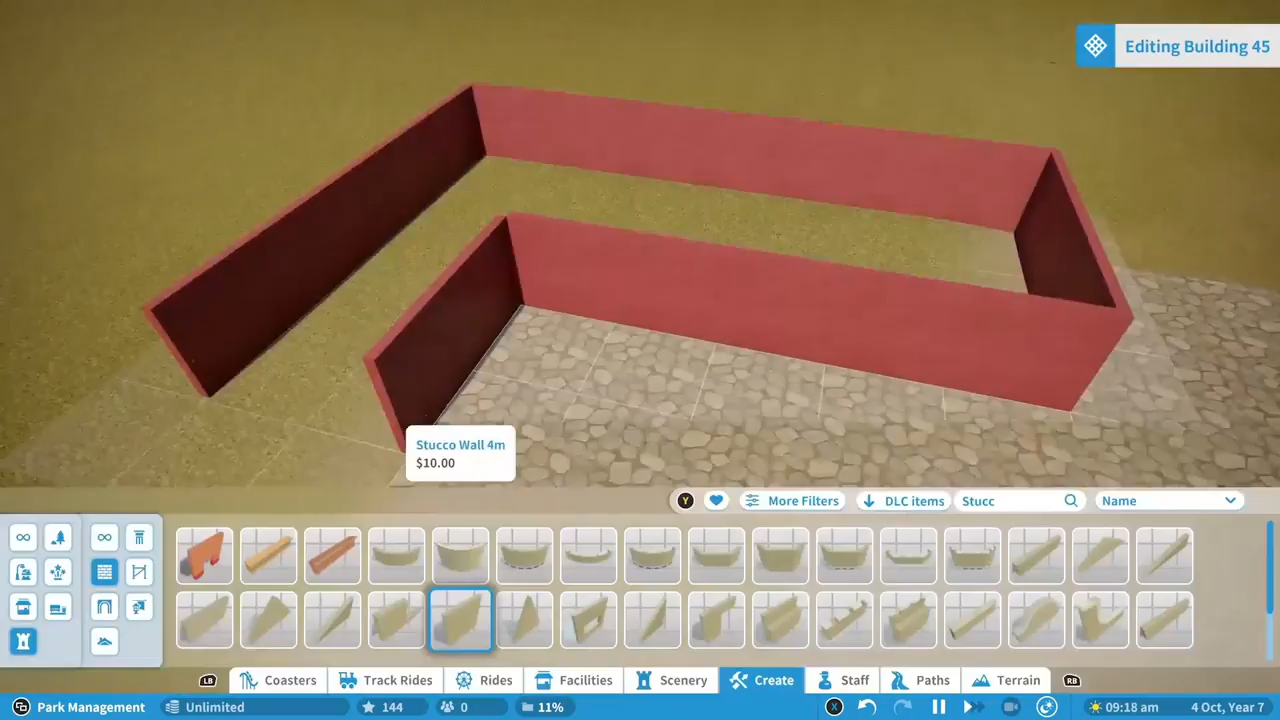 Editing Building 45
Stucco Wall 4m
$10.00
Y
More Filters
DLC items
Stucc
Name
LB
Coasters
Track Rides
Rides
Facilities
Scenery
Create
Staff
Paths
Terrain
RB
Park Management
Unlimited
144
0
11%
X
09:18 am
4 Oct, Year 7